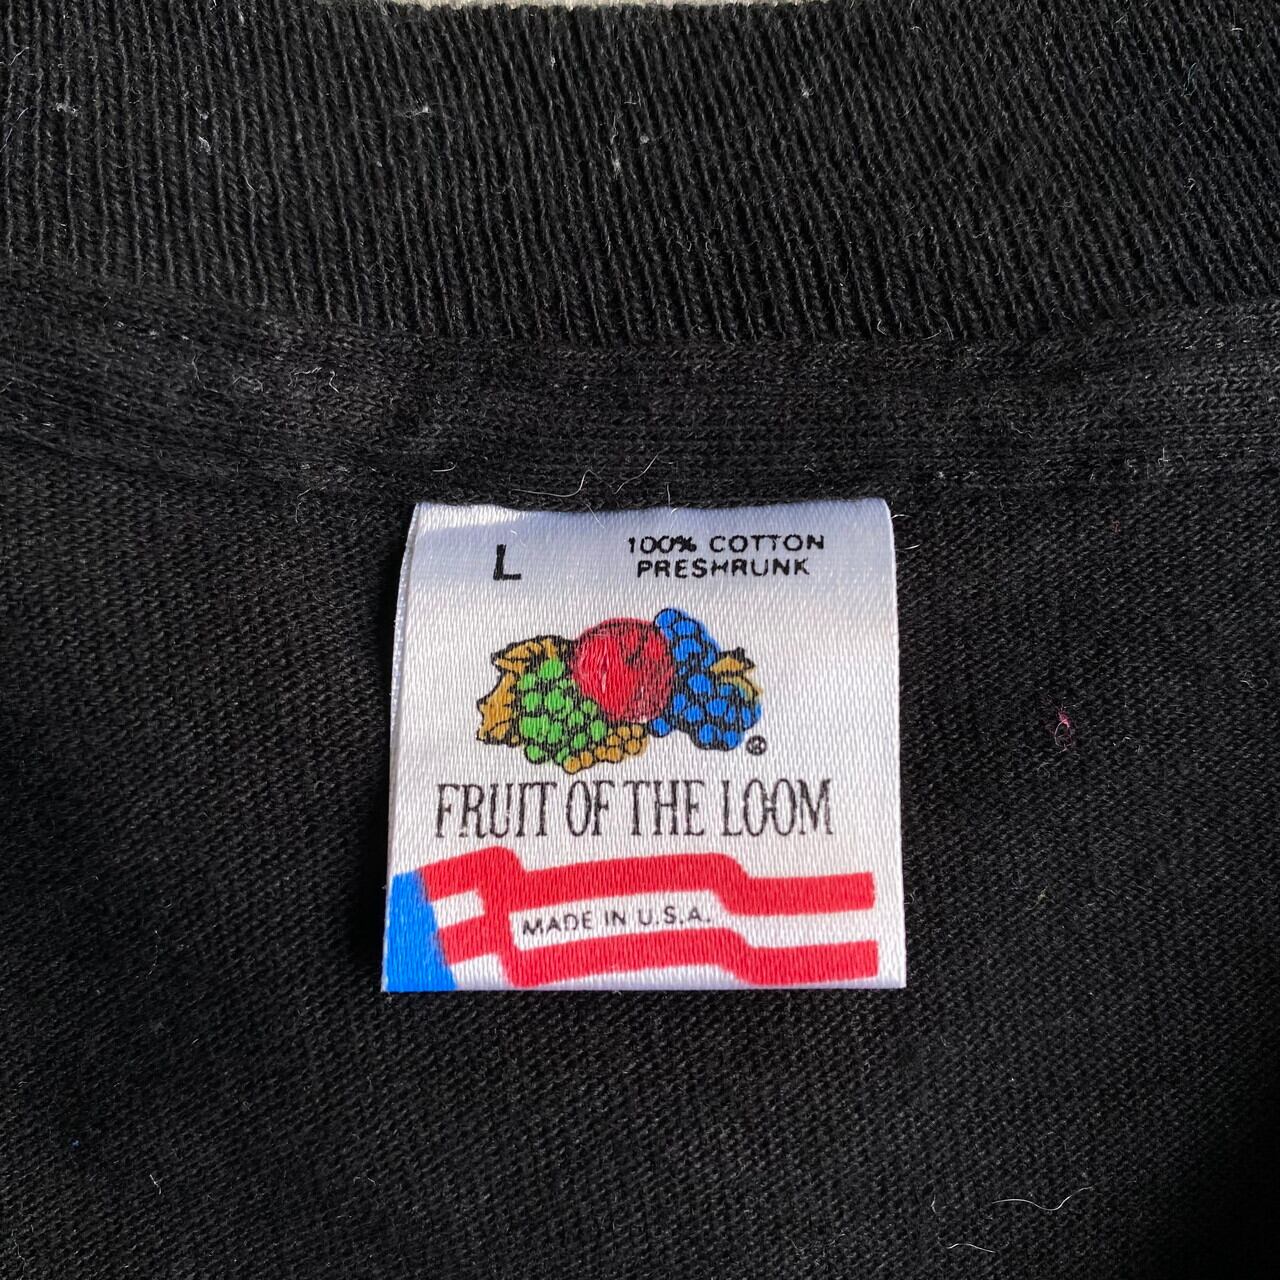 L
100% COTTON
PRESHRUNK
®
FRUIT OF THE LOOM
MADE IN U.S.A.